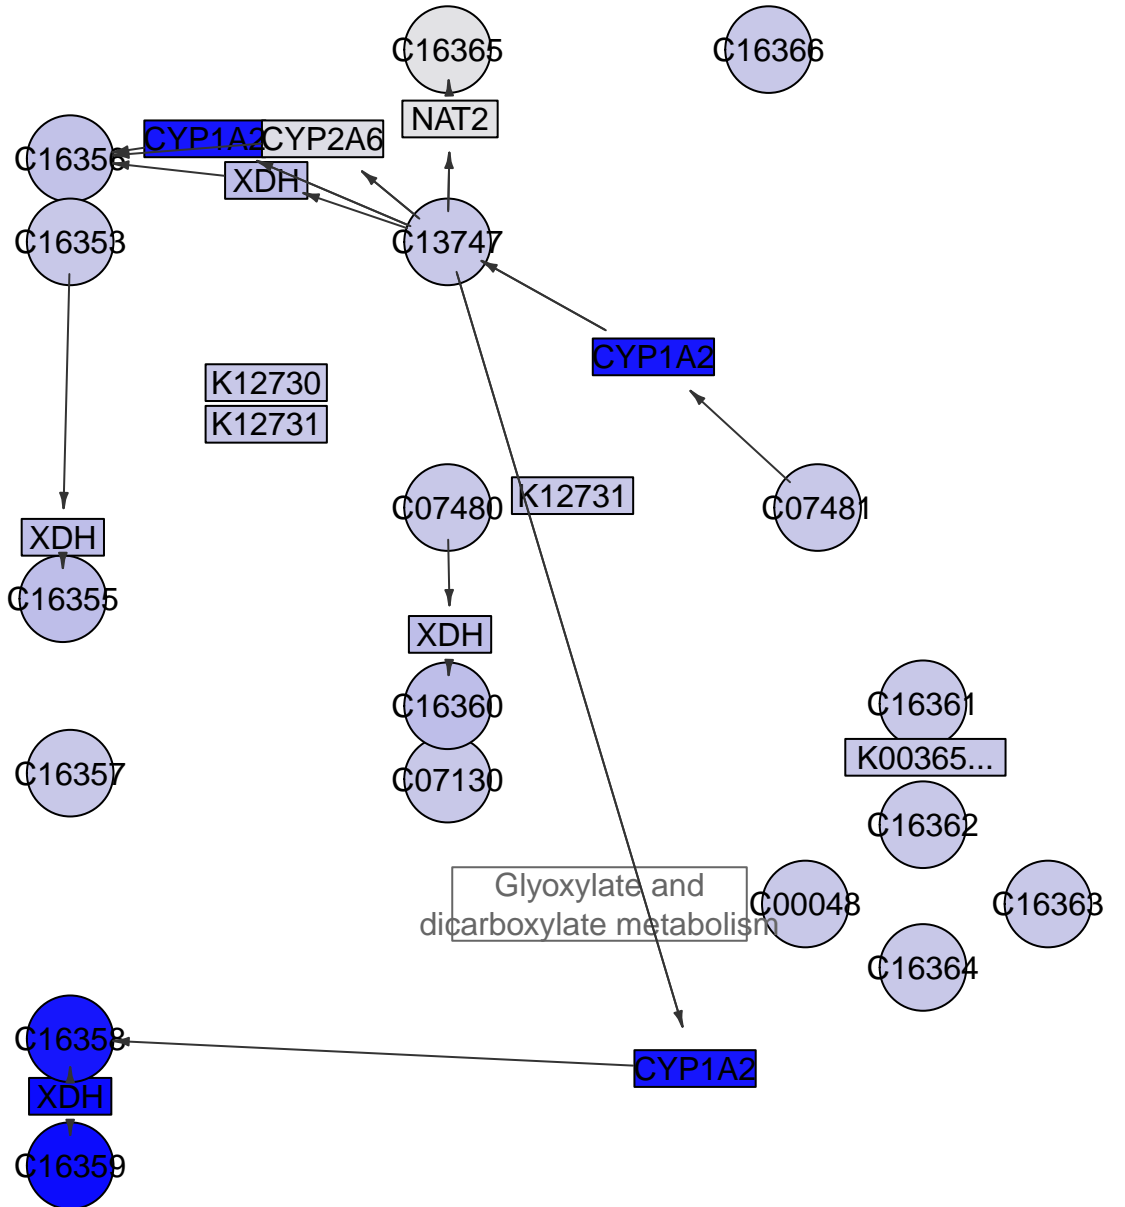 C16365
C16366
NAT2
CYP1A2
CYP2A6
C16356
XDH
C16353
C13747
CYP1A2
K12730
K12731
K12731
C07480
C07481
XDH
C16355
XDH
C16360
C16361
K00365...
C16357
C07130
C16362
Glyoxylate and
dicarboxylate metabolism
C00048
C16363
C16364
C16358
CYP1A2
XDH
C16359